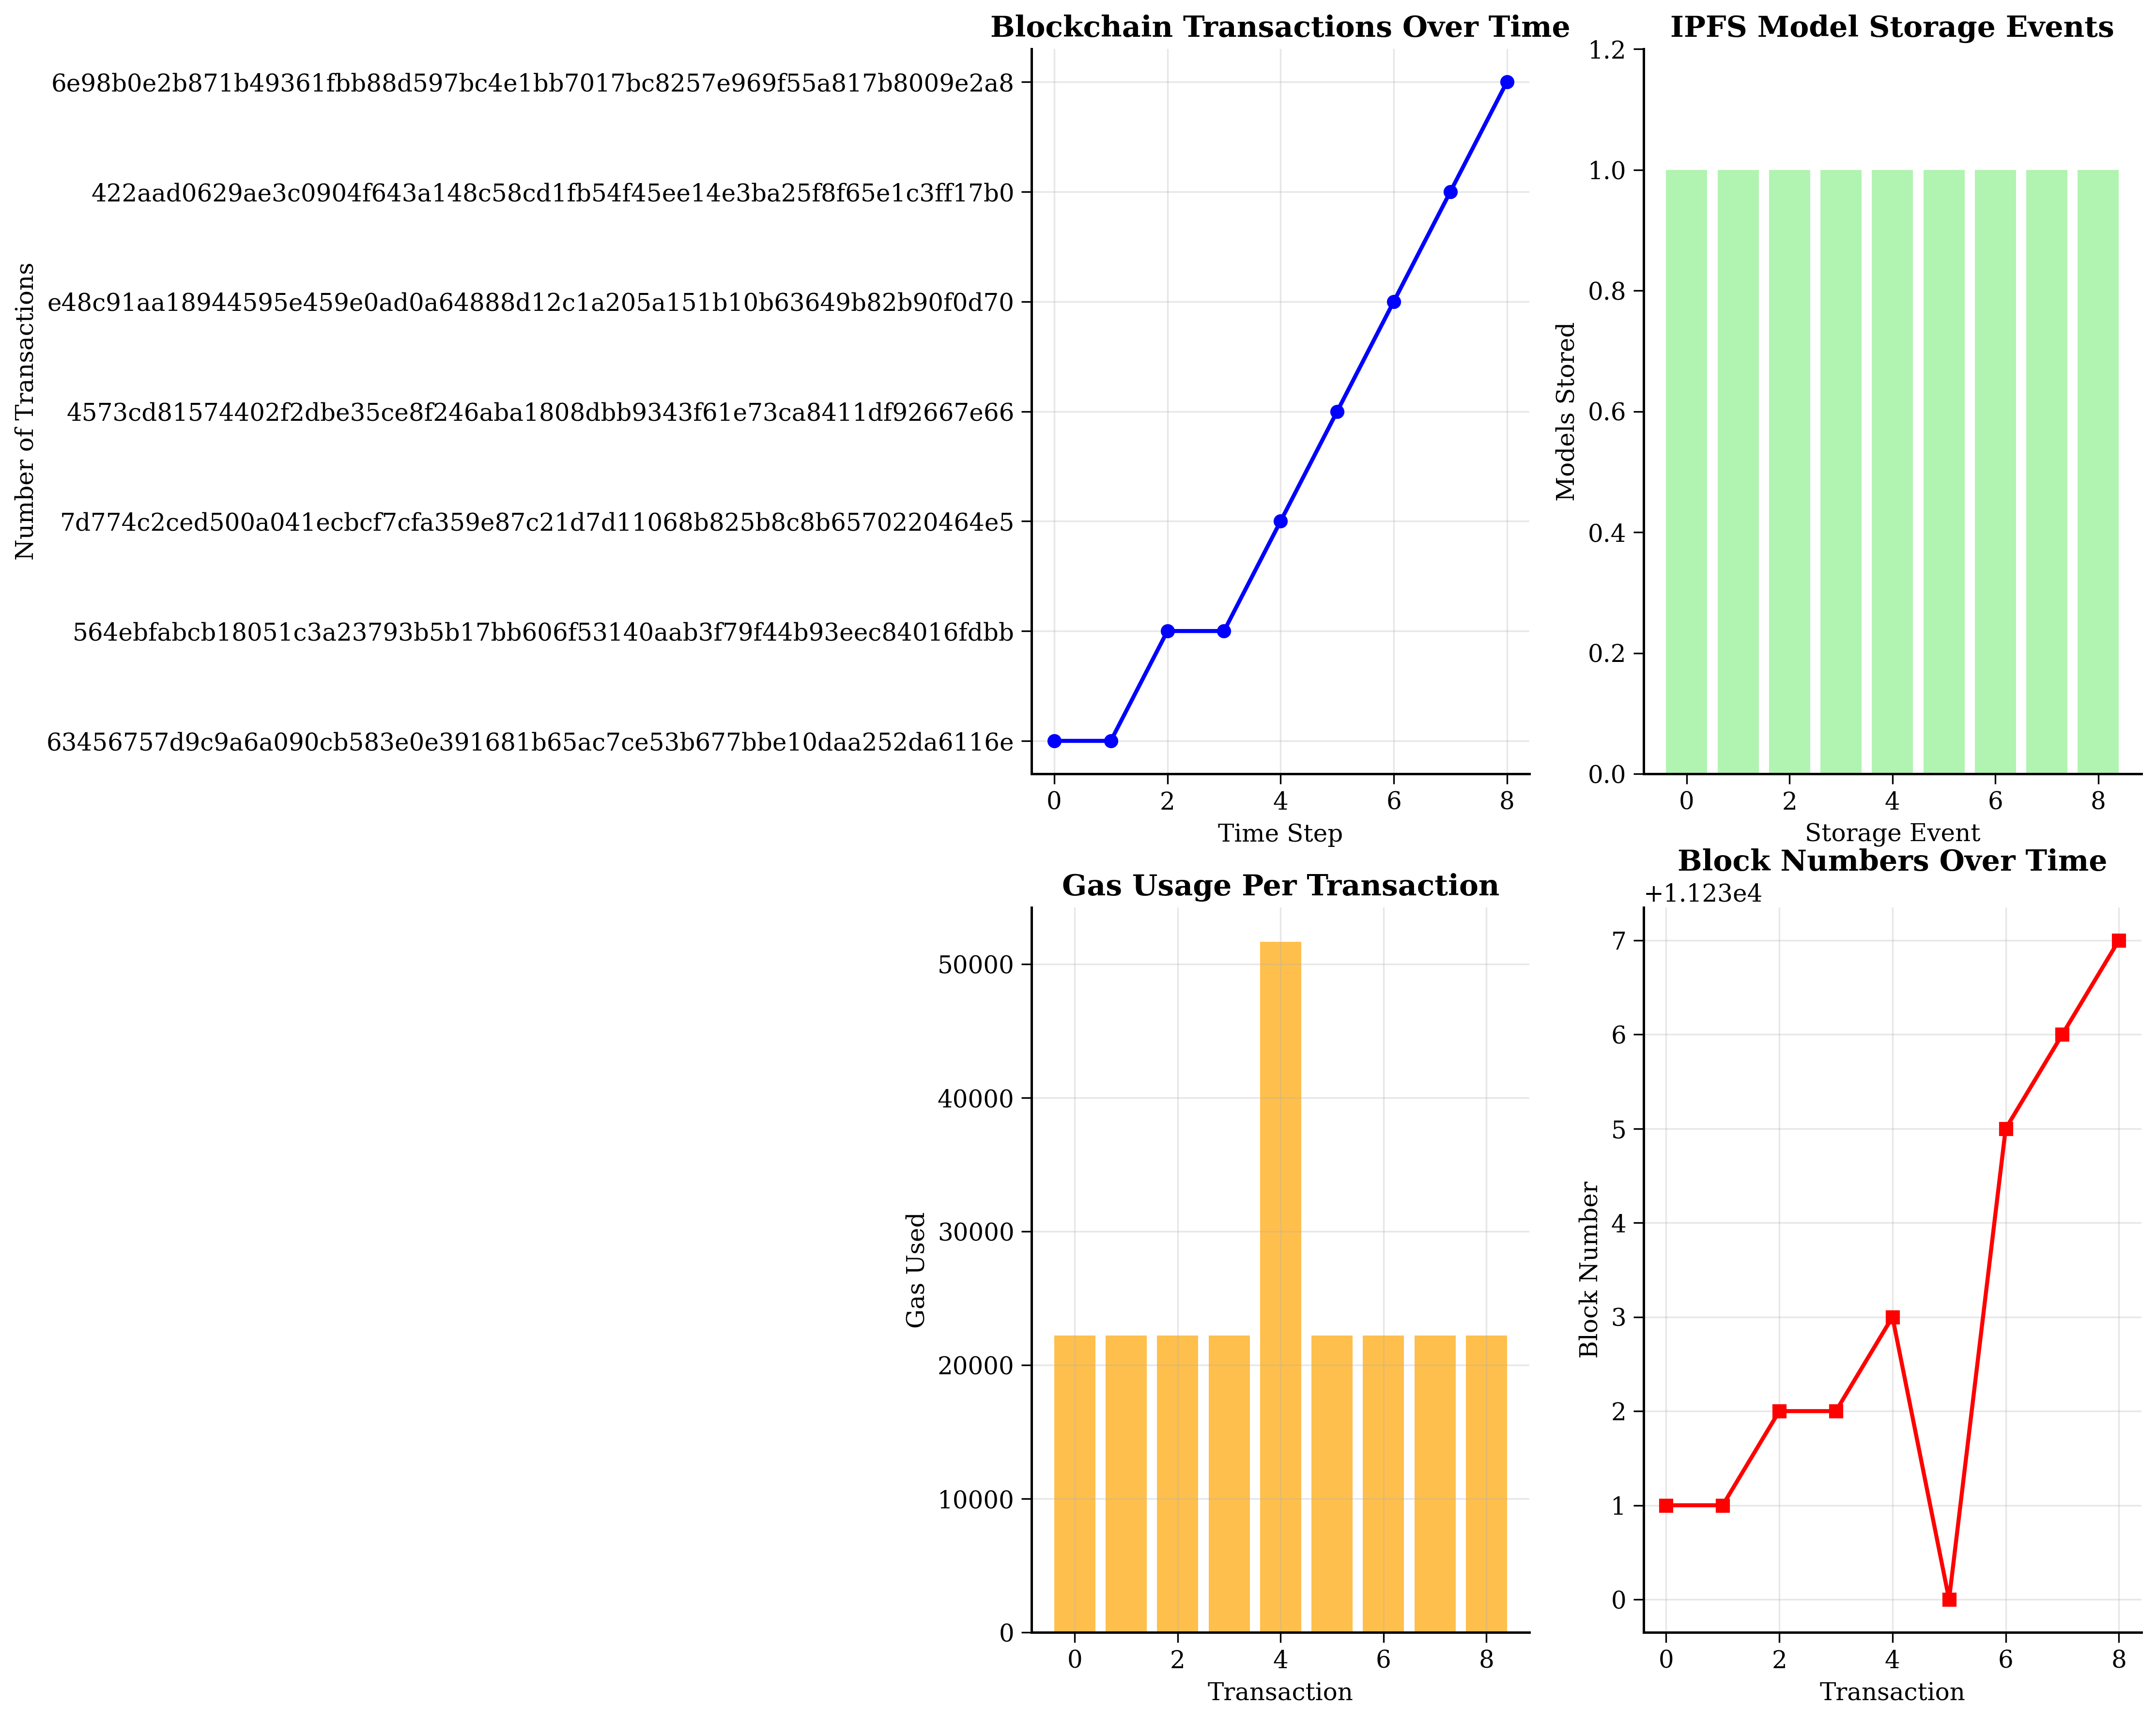 Blockchain Transactions Over Time
Number of Transactions
6e98b0e2b871b49361fbb88d597bc4e1bb7017bc8257e969f55a817b8009e2a8
422aad0629ae3c0904f643a148c58cd1fb54f45ee14e3ba25f8f65e1c3ff17b0
e48c91aa18944595e459e0ad0a64888d12c1a205a151b10b63649b82b90f0d70
4573cd81574402f2dbe35ce8f246aba1808dbb9343f61e73ca8411df92667e66
7d774c2ced500a041ecbcf7cfa359e87c21d7d11068b825b8c8b6570220464e5
564ebfabcb18051c3a23793b5b17bb606f53140aab3f79f44b93eec84016fdbb
63456757d9c9a6a090cb583e0e391681b65ac7ce53b677bbe10daa252da6116e
0 2 4 6 8
Time Step
IPFS Model Storage Events
Models Stored
1.2
1.0
0.8
0.6
0.4
0.2
0.0
0 2 4 6 8
Storage Event
Gas Usage Per Transaction
Gas Used
50000
40000
30000
20000
10000
0
0 2 4 6 8
Transaction
Block Numbers Over Time
+1.123e4
Block Number
7
6
5
4
3
2
1
0
0 2 4 6 8
Transaction